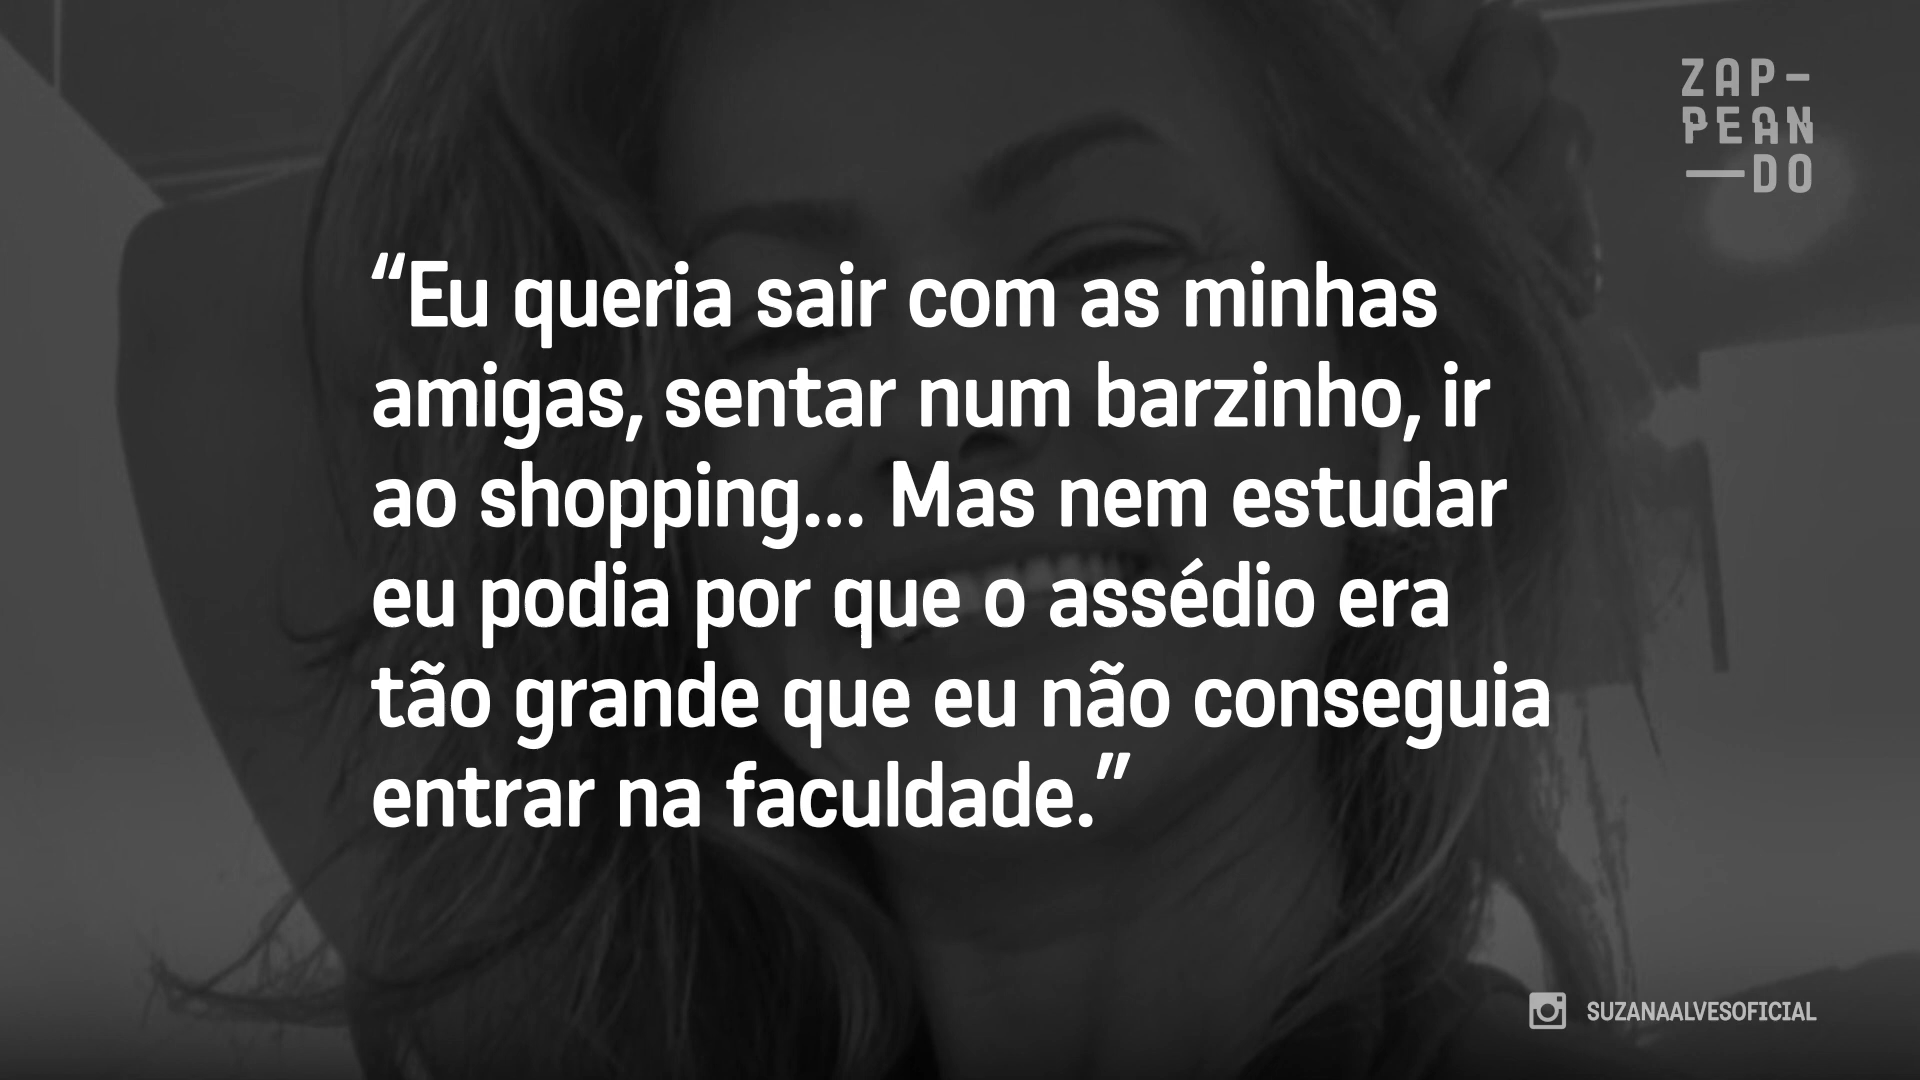 ZAP-
PEAN
—DO
“Eu queria sair com as minhas
amigas, sentar num barzinho, ir
ao shopping... Mas nem estudar
eu podia por que o assédio era
tão grande que eu não conseguia
entrar na faculdade.”
SUZANAALVESOFICIAL